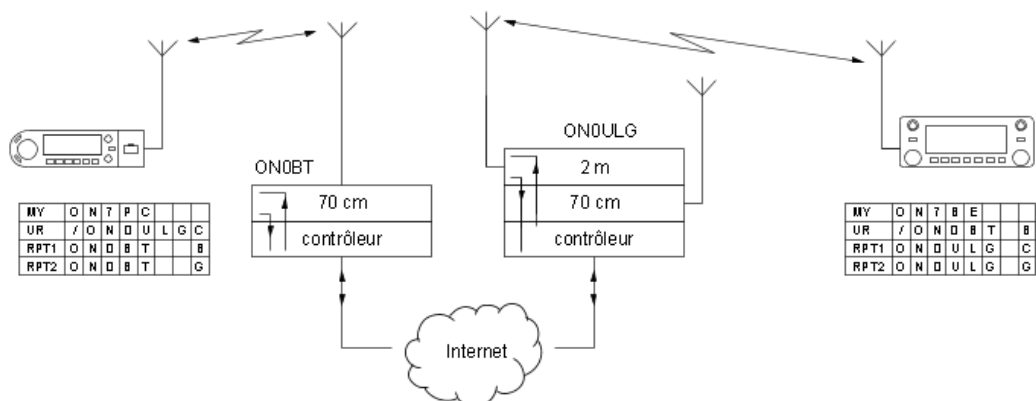 ON0ULG
ON0BT
2 m
70 cm
70 cm
contrôleur
contrôleur
MY O N 7 P C
UR / O N 0 U L G C
RPT1 O N 0 B T B
RPT2 O N 0 B T G
MY O N 7 B E
UR / O N 0 B T B
RPT1 O N 0 U L G C
RPT2 O N 0 U L G G
Internet